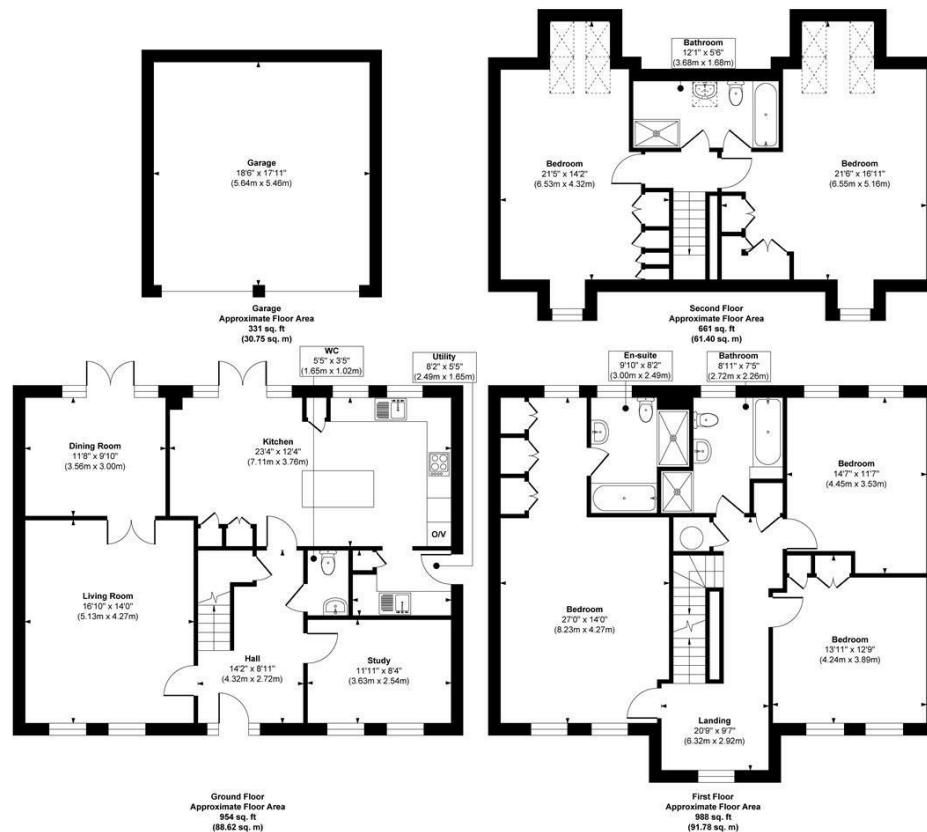 Garage
18'6" x 17'11"
(5.64m x 5.46m)
Garage
Approximate Floor Area
331 sq. ft
(30.75 sq. m)
Bathroom
12'1" x 5'6"
(3.68m x 1.68m)
Bedroom
21'5" x 14'2"
(6.53m x 4.32m)
Bedroom
21'6" x 16'11"
(6.55m x 5.16m)
Second Floor
Approximate Floor Area
661 sq. ft
(61.40 sq. m)
WC
5'5" x 3'5"
(1.65m x 1.02m)
Utility
8'2" x 5'5"
(2.49m x 1.65m)
Dining Room
11'8" x 9'10"
(3.56m x 3.00m)
Kitchen
23'4" x 12'4"
(7.11m x 3.76m)
O/V
Living Room
16'10" x 14'0"
(5.13m x 4.27m)
Hall
14'2" x 8'11"
(4.32m x 2.72m)
Study
11'11" x 8'4"
(3.63m x 2.54m)
Ground Floor
Approximate Floor Area
954 sq. ft
(88.62 sq. m)
En-suite
9'10" x 8'2"
(3.00m x 2.49m)
Bathroom
8'11" x 7'5"
(2.72m x 2.26m)
Bedroom
14'7" x 11'7"
(4.45m x 3.53m)
Bedroom
27'0" x 14'0"
(8.23m x 4.27m)
Bedroom
13'11" x 12'9"
(4.24m x 3.89m)
Landing
20'9" x 9'7"
(6.32m x 2.92m)
First Floor
Approximate Floor Area
988 sq. ft
(91.78 sq. m)